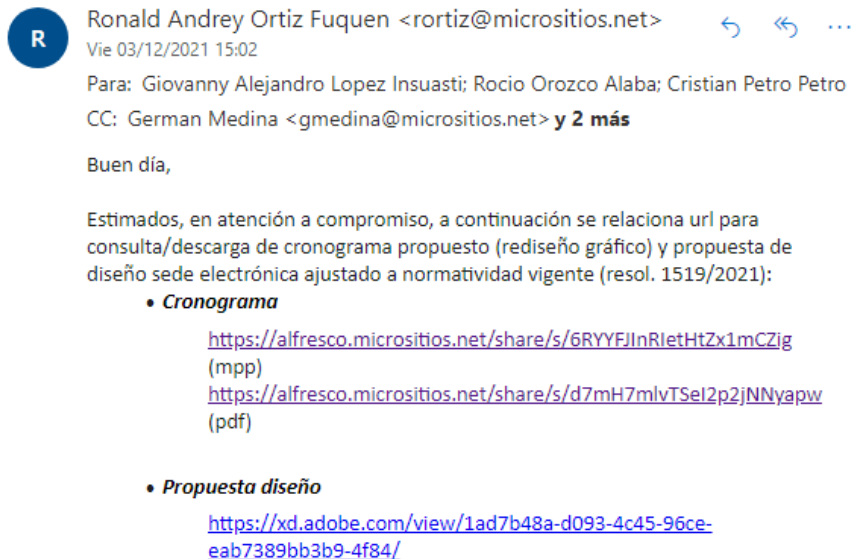 R
Ronald Andrey Ortiz Fuquen <rortiz@micrositios.net>
Vie 03/12/2021 15:02
Para: Giovanny Alejandro Lopez Insuasti; Rocio Orozco Alaba; Cristian Petro Petro
CC: German Medina <gmedina@micrositios.net> y 2 más
Buen día,
Estimados, en atención a compromiso, a continuación se relaciona url para
consulta/descarga de cronograma propuesto (rediseño gráfico) y propuesta de
diseño sede electrónica ajustado a normatividad vigente (resol. 1519/2021):
• Cronograma
https://alfresco.micrositios.net/share/s/6RYYFJInRIetHtZx1mCZig
(mpp)
https://alfresco.micrositios.net/share/s/d7mH7mlvTSeI2p2jNNyapw
(pdf)
• Propuesta diseño
https://xd.adobe.com/view/1ad7b48a-d093-4c45-96ce-
eab7389bb3b9-4f84/